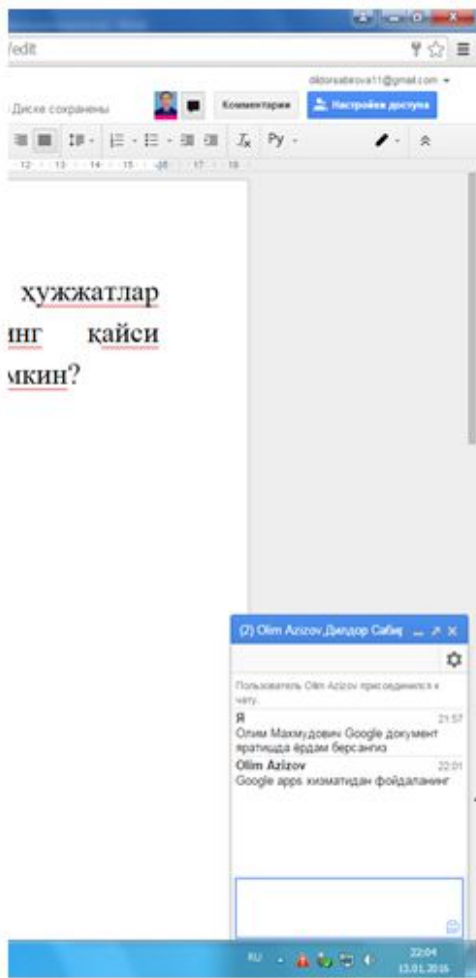 /edit
dildorsabirova11@gmail.com
Диске сохранены
Комментарии
Настройки доступа
Ру
12 13 14 15 16 17 18
ҳужжатлар
инг қайси
мкин?
(2) Olim Azizov,Дилдор Сабир
Пользователь Olim Azizov присоединился к
чату.
Я 21:57
Олим Махмудович Google документ
яратишда ёрдам берсангиз
Olim Azizov 22:01
Google apps хизматидан фойдаланинг
RU
22:04
13.01.2016